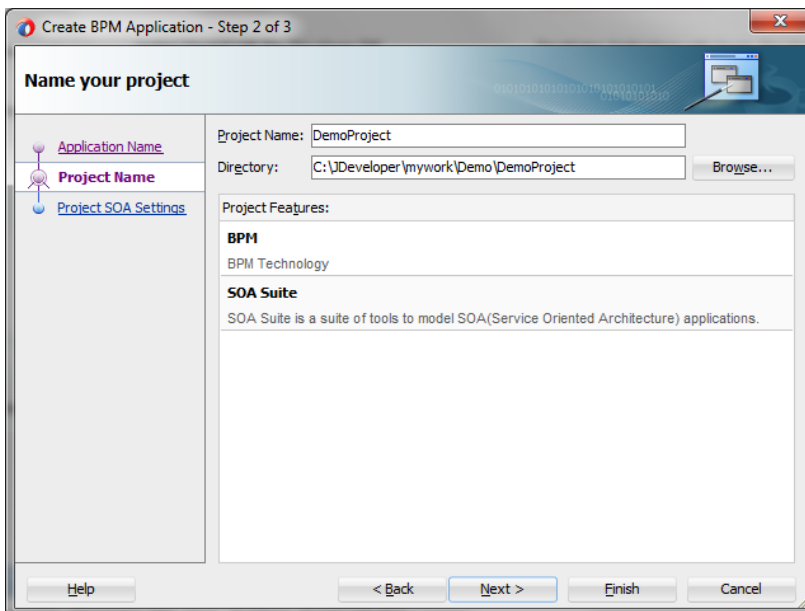 Create BPM Application - Step 2 of 3
Name your project
Application Name
Project Name
Project SOA Settings
Project Name: DemoProject
Directory: C:\JDeveloper\mywork\Demo\DemoProject Browse...
Project Features:
BPM
BPM Technology
SOA Suite
SOA Suite is a suite of tools to model SOA(Service Oriented Architecture) applications.
Help < Back Next > Finish Cancel